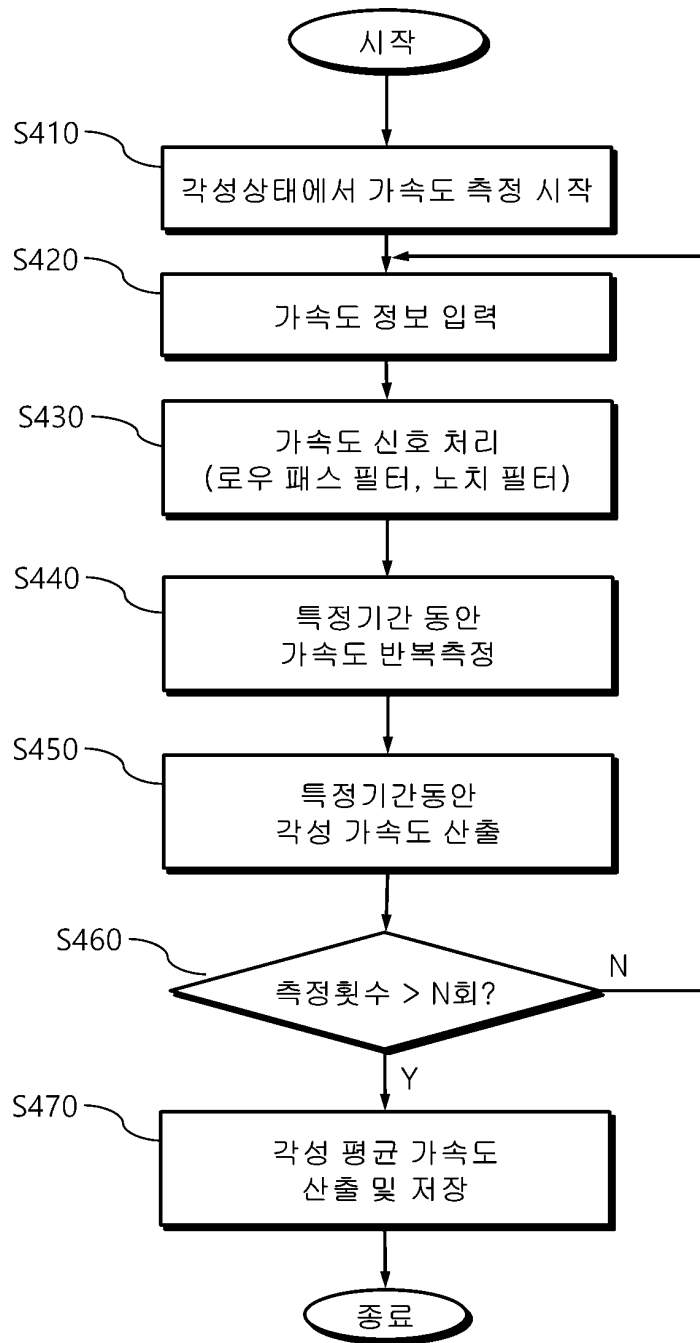 시작
S410
각성상태에서 가속도 측정 시작
S420
가속도 정보 입력
S430
가속도 신호 처리
(로우 패스 필터, 노치 필터)
S440
특정기간 동안
가속도 반복측정
S450
특정기간동안
각성 가속도 산출
S460
측정횟수 > N회?
N
Y
S470
각성 평균 가속도
산출 및 저장
종료